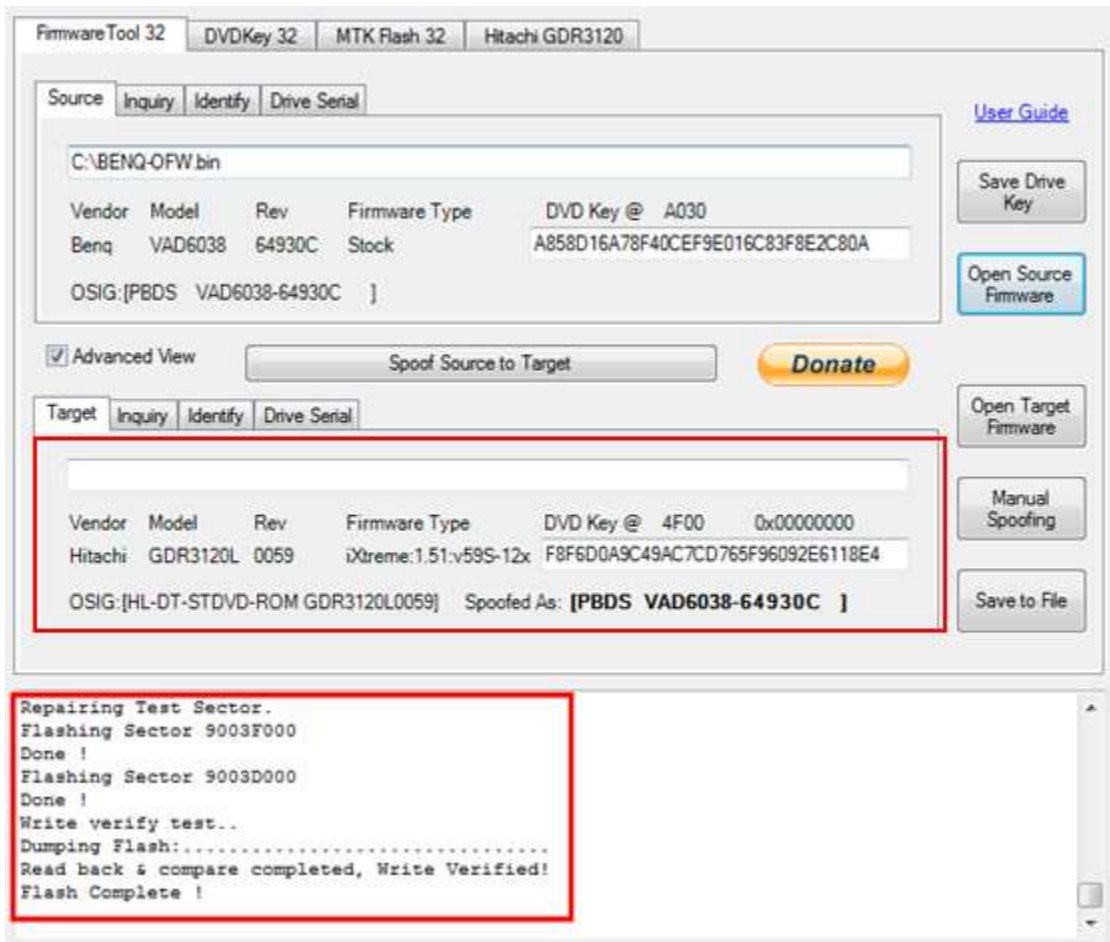 FirmwareTool 32 DVDKey 32 MTK Flash 32 Hitachi GDR3120
Source Inquiry Identify Drive Serial
User Guide
C:\BENQ-OFW.bin
Save Drive
Key
Vendor Model Rev Firmware Type DVD Key @ A030
Benq VAD6038 64930C Stock A858D16A78F40CEF9E016C83F8E2C80A
Open Source
Firmware
OSIG:[PBDS VAD6038-64930C ]
Advanced View Spoof Source to Target Donate
Target Inquiry Identify Drive Serial
Open Target
Firmware
Manual
Spoofing
Vendor Model Rev Firmware Type DVD Key @ 4F00 0x00000000
Hitachi GDR3120L 0059 iXtreme:1.51:v59S-12x F8F6D0A9C49AC7CD765F96092E6118E4
OSIG:[HL-DT-STDVD-ROM GDR3120L0059] Spoofed As: [PBDS VAD6038-64930C ]
Save to File
Repairing Test Sector.
Flashing Sector 9003F000
Done !
Flashing Sector 9003D000
Done !
Write verify test..
Dumping Flash:................................
Read back & compare completed, Write Verified!
Flash Complete !